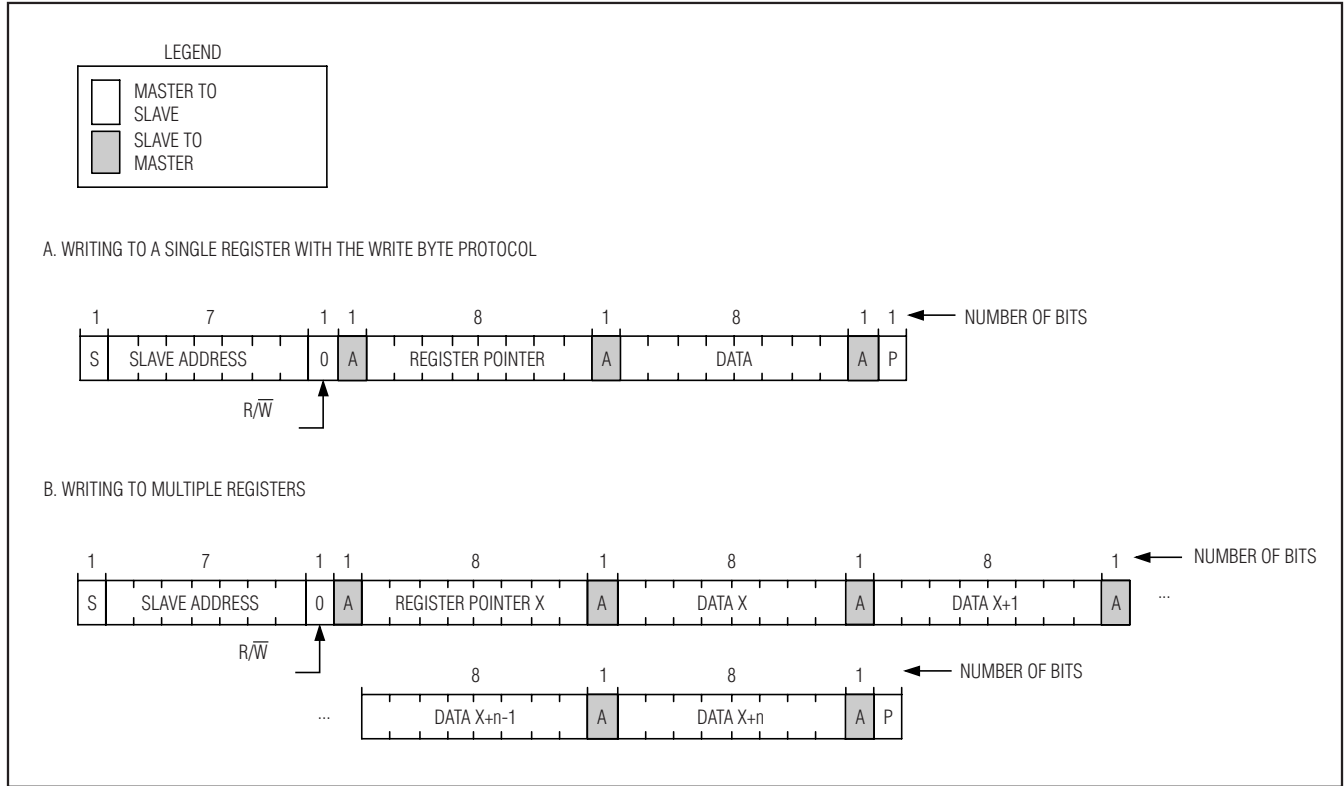 LEGEND
MASTER TO
SLAVE
SLAVE TO
MASTER
A. WRITING TO A SINGLE REGISTER WITH THE WRITE BYTE PROTOCOL
1 7 1 1 8 1 8 1 1 NUMBER OF BITS
S SLAVE ADDRESS 0 A REGISTER POINTER A DATA A P
R/W̅
B. WRITING TO MULTIPLE REGISTERS
1 7 1 1 8 1 8 1 8 1 NUMBER OF BITS
S SLAVE ADDRESS 0 A REGISTER POINTER X A DATA X A DATA X+1 A ...
R/W̅
8 1 8 1 NUMBER OF BITS
... DATA X+n-1 A DATA X+n A P